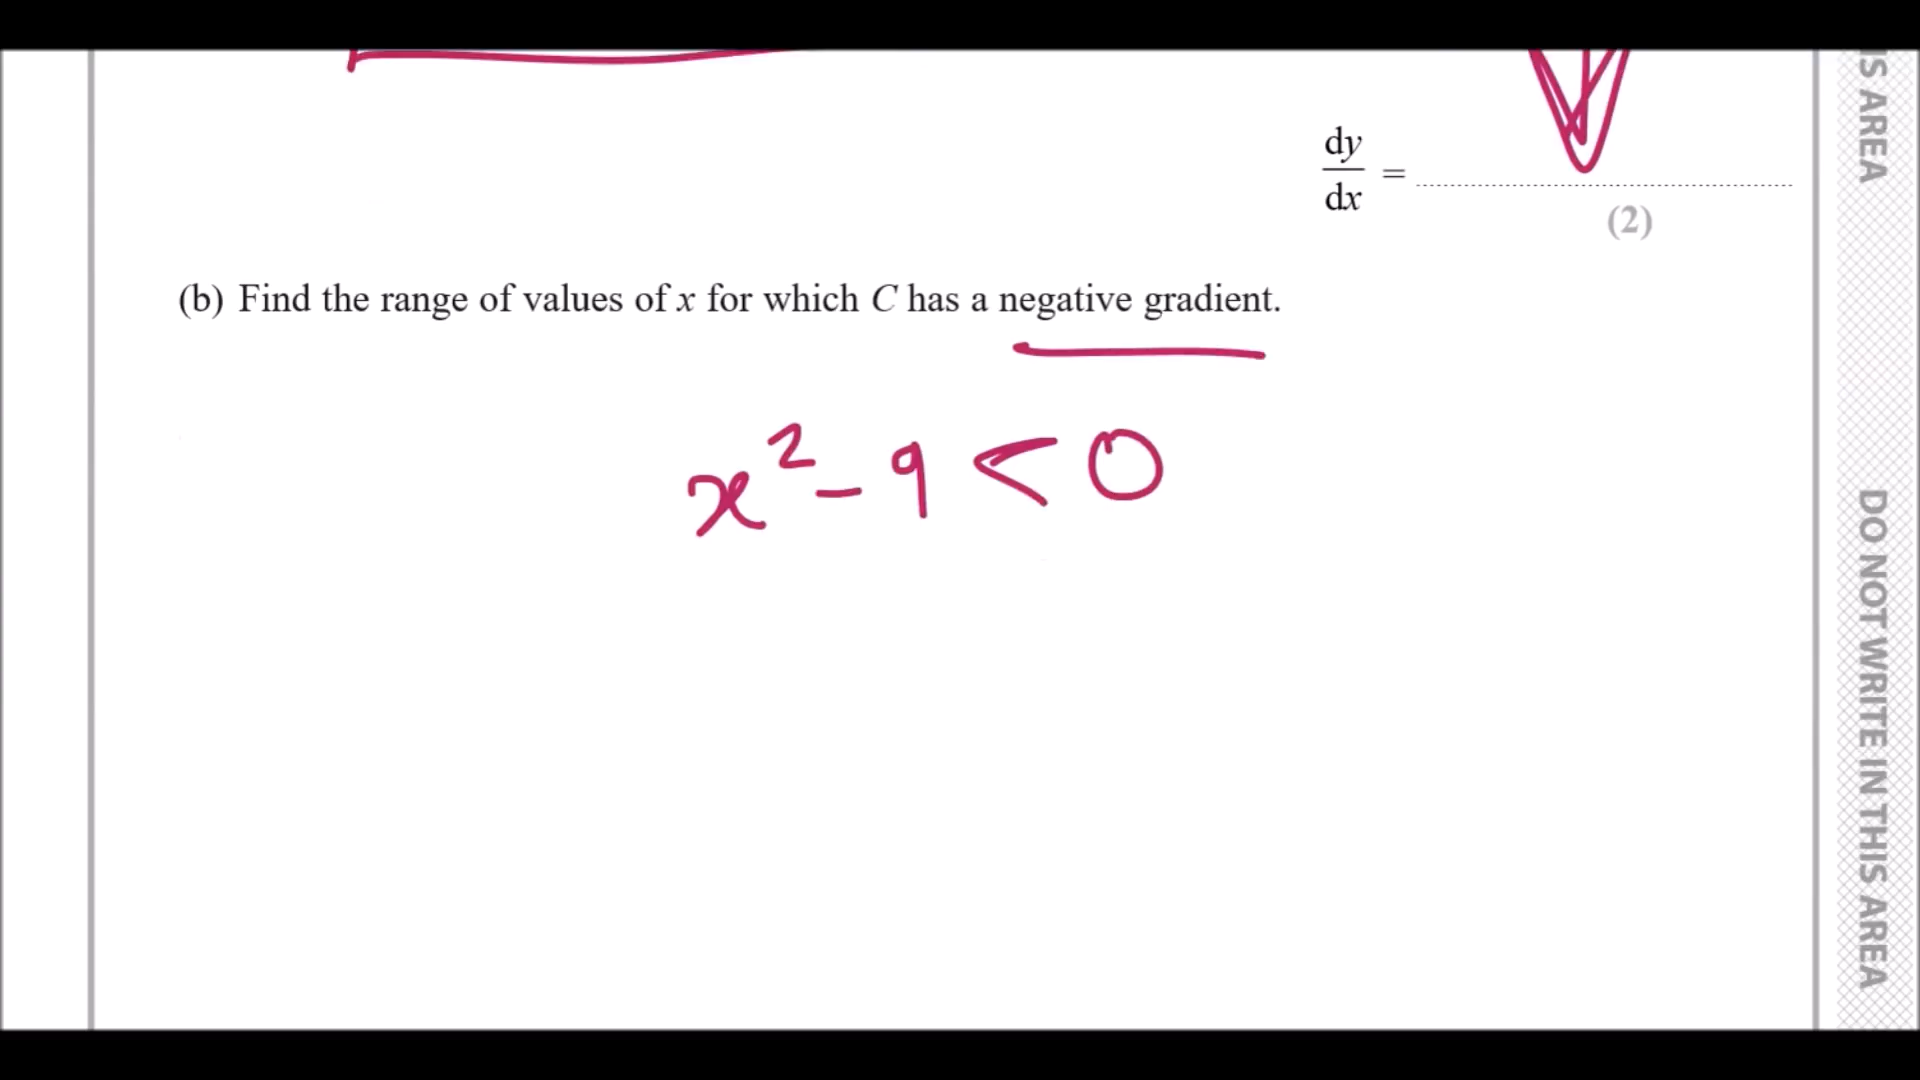 dy
dx
=
(2)
(b) Find the range of values of x for which C has a negative gradient.
x² - 9 < 0
IS AREA
DO NOT WRITE IN THIS AREA